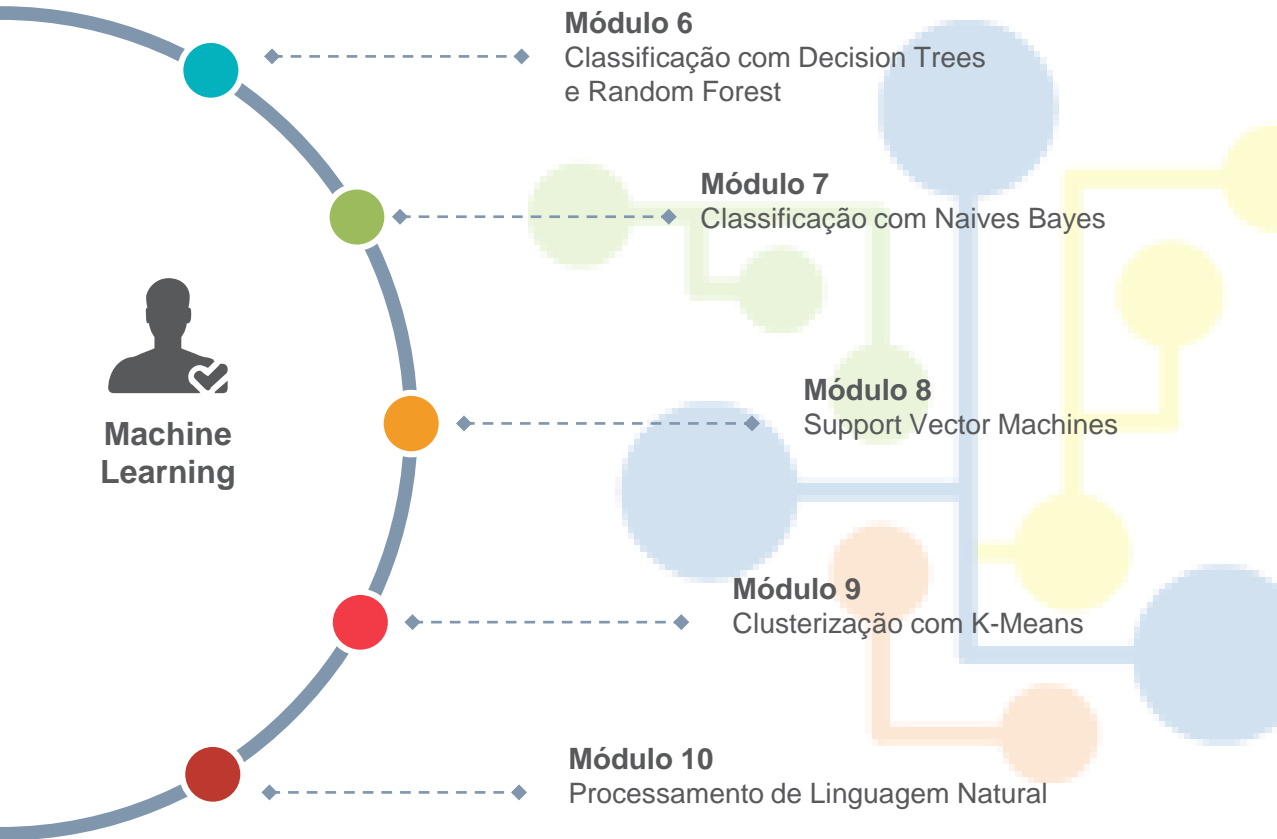 Módulo 6
Classificação com Decision Trees
e Random Forest
Módulo 7
Classificação com Naives Bayes
Machine
Learning
Módulo 8
Support Vector Machines
Módulo 9
Clusterização com K-Means
Módulo 10
Processamento de Linguagem Natural